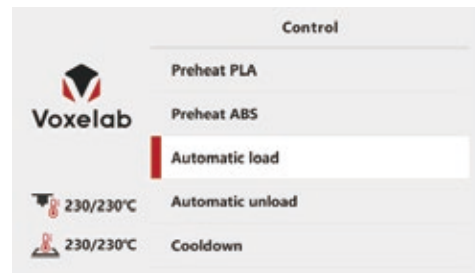 Control
Preheat PLA
Voxelab
Preheat ABS
Automatic load
230/230℃
Automatic unload
230/230℃
Cooldown